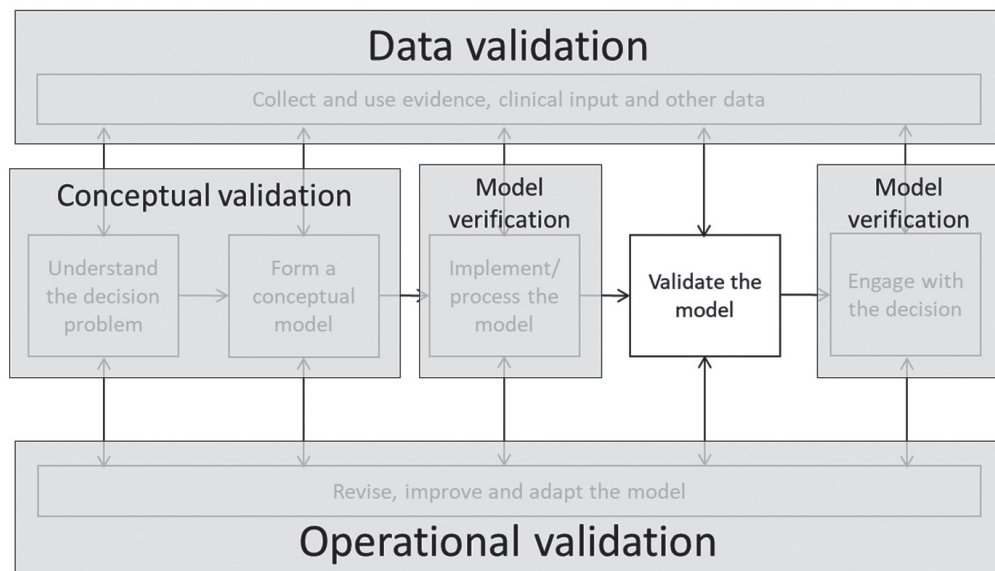 Data validation
Collect and use evidence, clinical input and other data
Conceptual validation
Understand
the decision
problem
Form a
conceptual
model
Model
verification
Implement/
process the
model
Validate the
model
Model
verification
Engage with
the decision
Revise, improve and adapt the model
Operational validation